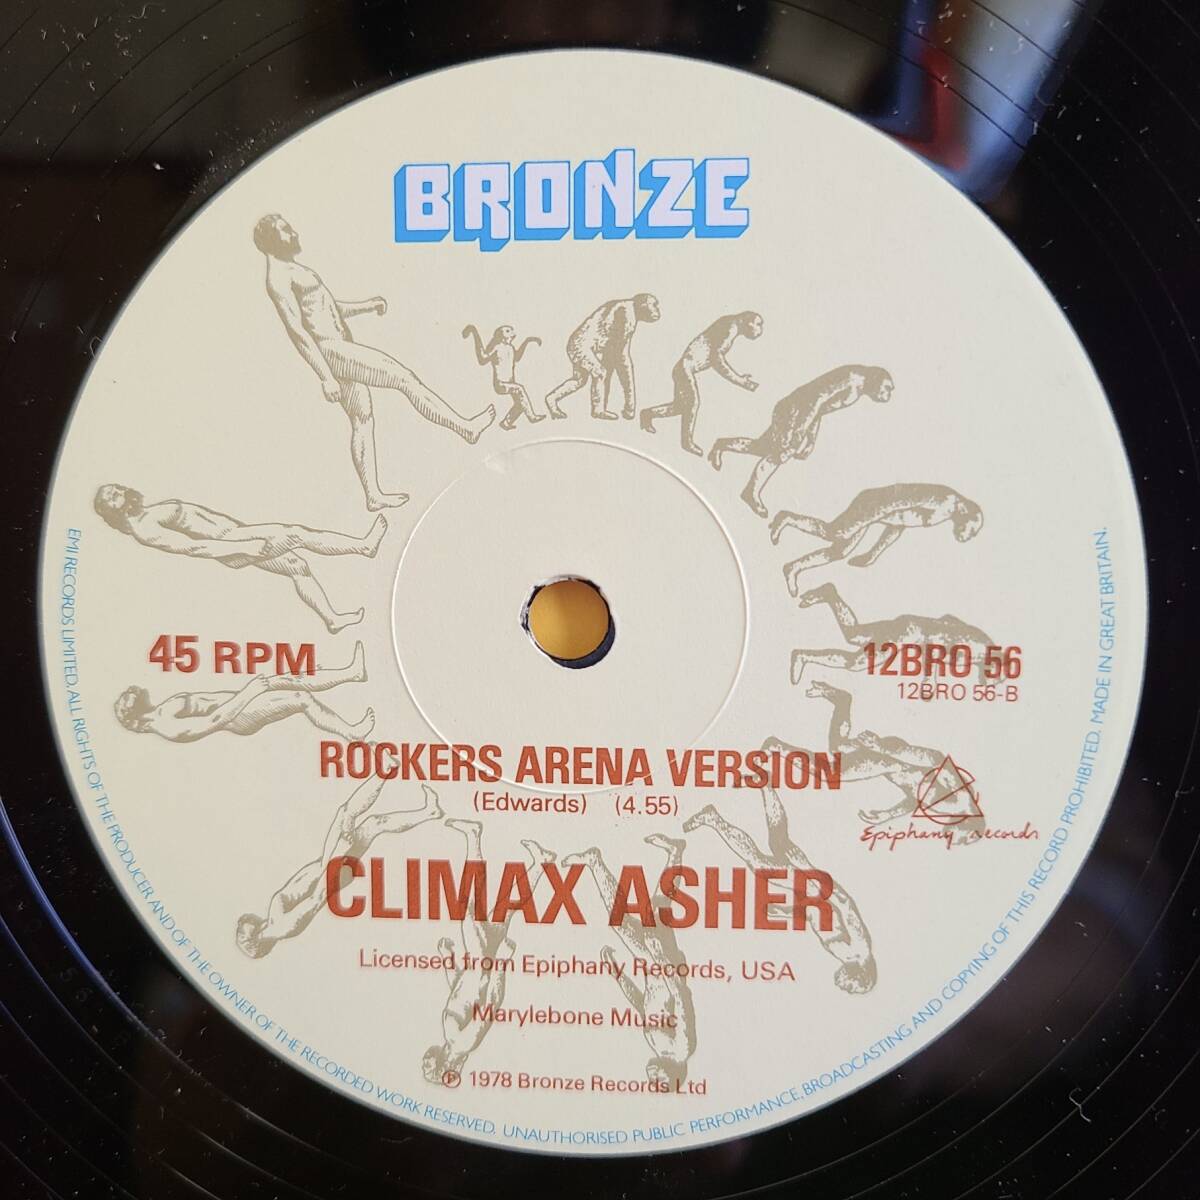 BRONZE
45 RPM
12BRO 56
12BRO 56-B
ROCKERS ARENA VERSION
(Edwards) (4.55)
Epiphany records
CLIMAX ASHER
Licensed from Epiphany Records, USA
Marylebone Music
℗ 1978 Bronze Records Ltd
EMI RECORDS LIMITED. ALL RIGHTS OF THE PRODUCER AND OF THE OWNER OF THE RECORDED WORK RESERVED. UNAUTHORISED PUBLIC PERFORMANCE, BROADCASTING AND COPYING OF THIS RECORD PROHIBITED. MADE IN GREAT BRITAIN.